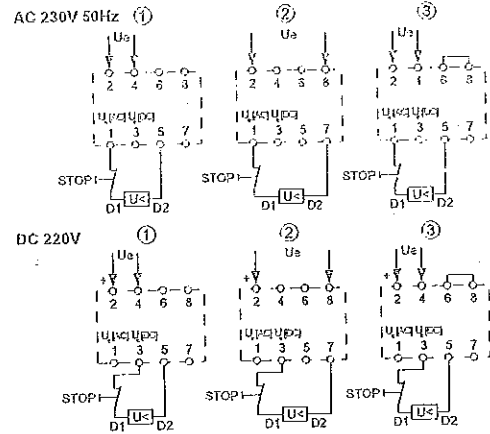 AC 230V 50Hz ① ② ③
Ue Ue Ue
2 4 6 8 2 4 6 8 2 4 6 8
1 3 5 7 1 3 5 7 1 3 5 7
STOP STOP STOP
D1 U< D2 D1 U< D2 D1 U< D2
DC 220V ① ② ③
Ue Ue Ue
+ + +
2 4 6 8 2 4 6 8 2 4 6 8
1 3 5 7 1 3 5 7 1 3 5 7
STOP STOP STOP
D1 U< D2 D1 U< D2 D1 U< D2